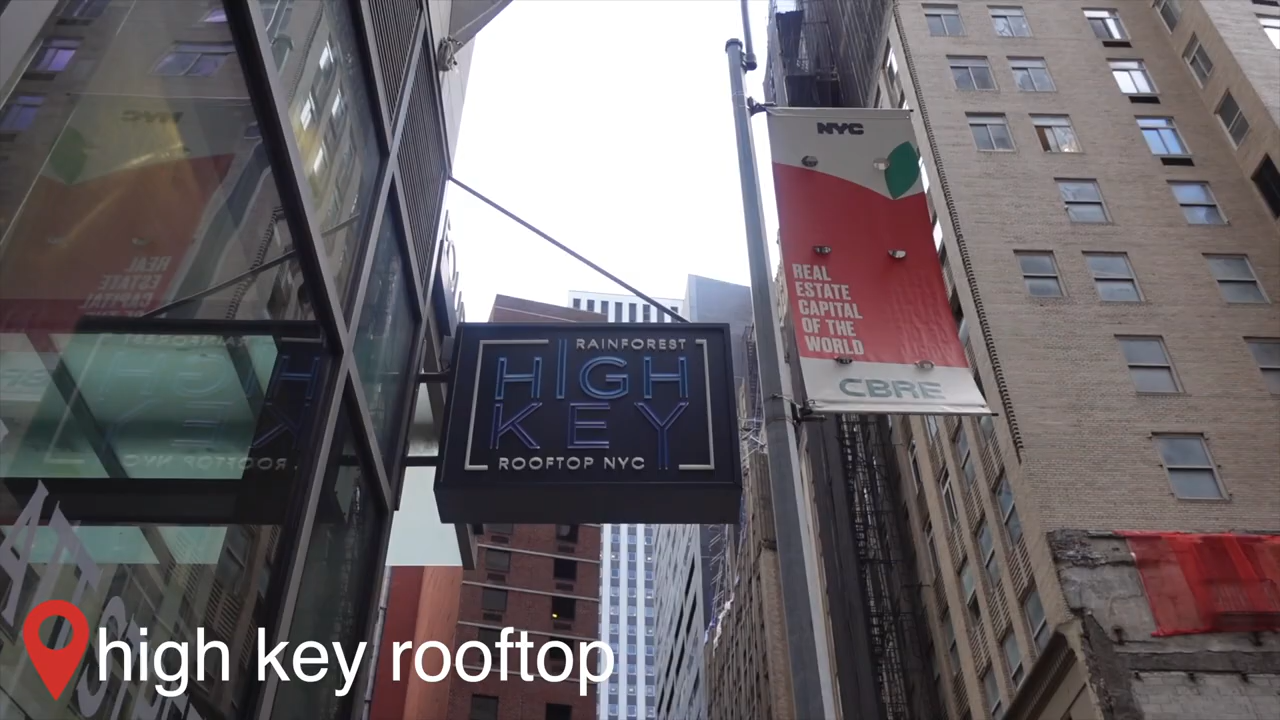 NYC
REAL
ESTATE
CAPITAL
OF THE
WORLD
CBRE
RAINFOREST
HIGH
KEY
ROOFTOP NYC
high key rooftop